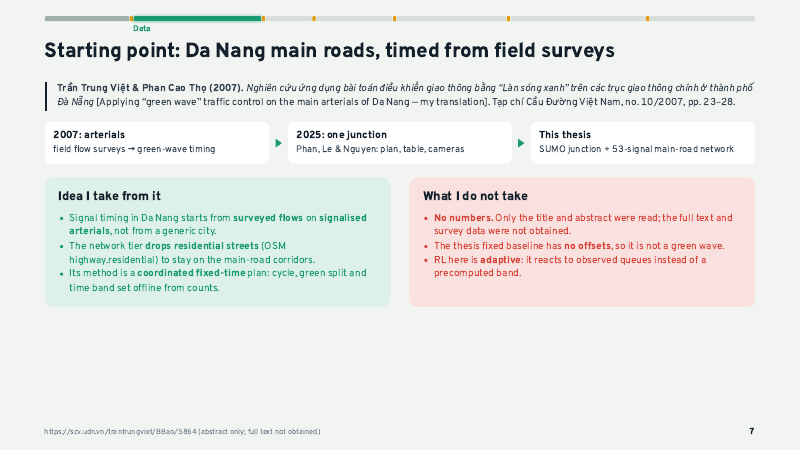 Data
Starting point: Da Nang main roads, timed from field surveys
Trần Trung Việt & Phan Cao Thọ (2007). Nghiên cứu ứng dụng bài toán điều khiển giao thông bằng “Làn sóng xanh” trên các trục giao thông chính ở thành phố
Đà Nẵng [Applying “green wave” traffic control on the main arterials of Da Nang — my translation]. Tạp chí Cầu Đường Việt Nam, no. 10/2007, pp. 23–28.
2007: arterials
field flow surveys → green-wave timing
2025: one junction
Phan, Le & Nguyen: plan, table, cameras
This thesis
SUMO junction + 53-signal main-road network
Idea I take from it
• Signal timing in Da Nang starts from surveyed flows on signalised
arterials, not from a generic city.
• The network tier drops residential streets (OSM
highway.residential) to stay on the main-road corridors.
• Its method is a coordinated fixed-time plan: cycle, green split and
time band set offline from counts.
What I do not take
• No numbers. Only the title and abstract were read; the full text and
survey data were not obtained.
• The thesis fixed baseline has no offsets, so it is not a green wave.
• RL here is adaptive: it reacts to observed queues instead of a
precomputed band.
https://scv.udn.vn/trantrungviet/BBao/5864 (abstract only; full text not obtained)
7